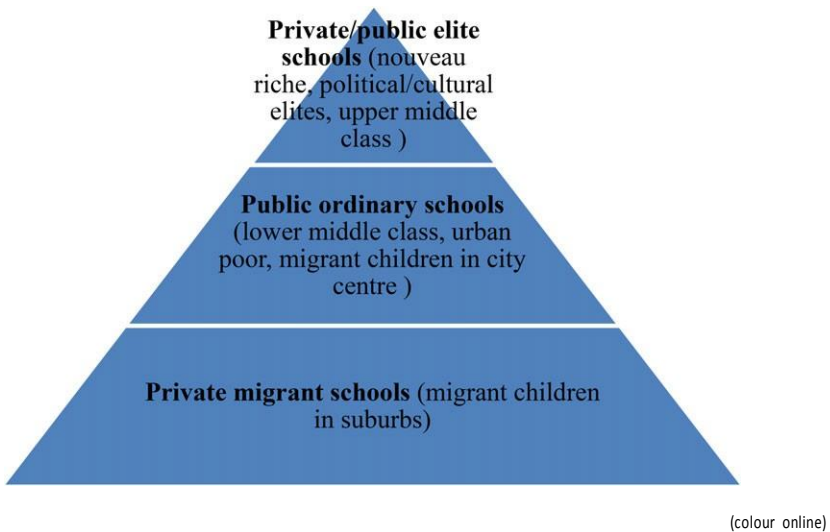 Private/public elite
schools (nouveau
riche, political/cultural
elites, upper middle
class )
Public ordinary schools
(lower middle class, urban
poor, migrant children in city
centre )
Private migrant schools (migrant children
in suburbs)
(colour online)